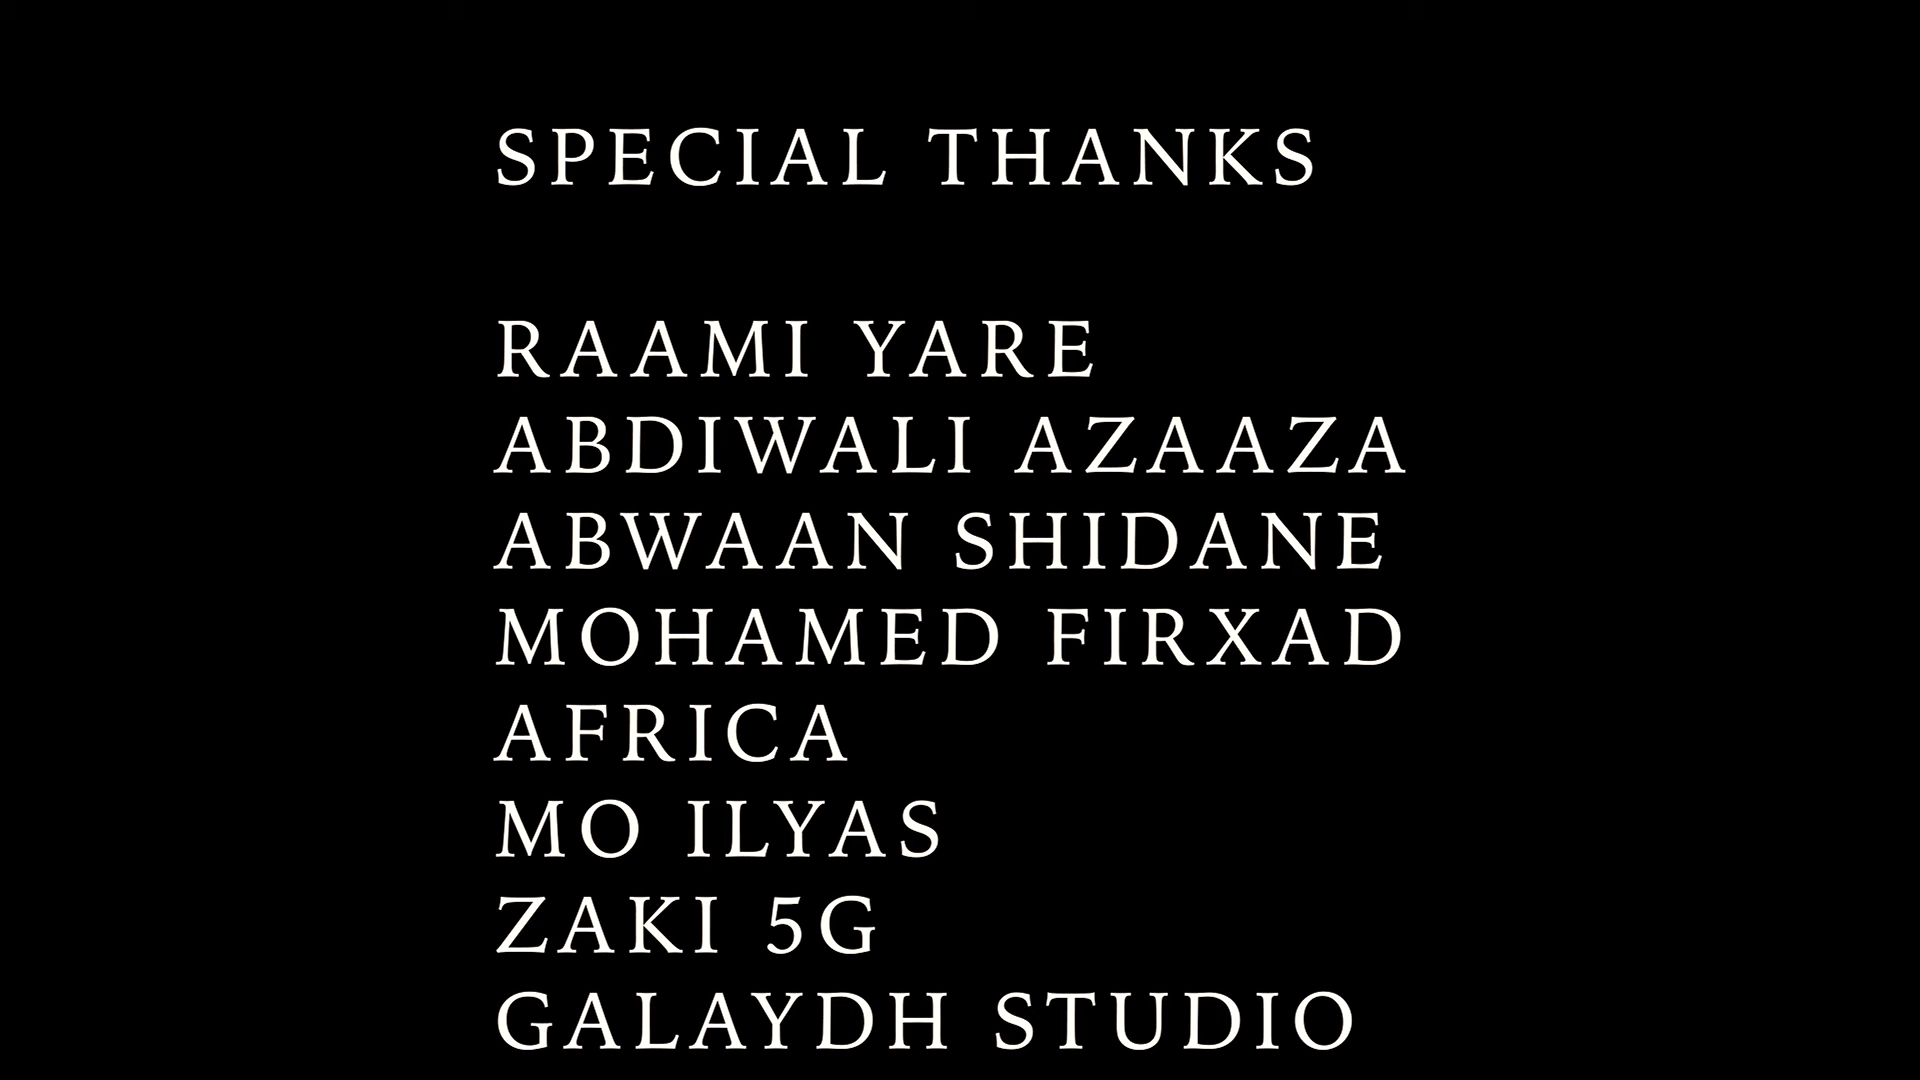 SPECIAL THANKS
RAAMI YARE
ABDIWALI AZAAZA
ABWAAN SHIDANE
MOHAMED FIRXAD
AFRICA
MO ILYAS
ZAKI 5G
GALAYDH STUDIO